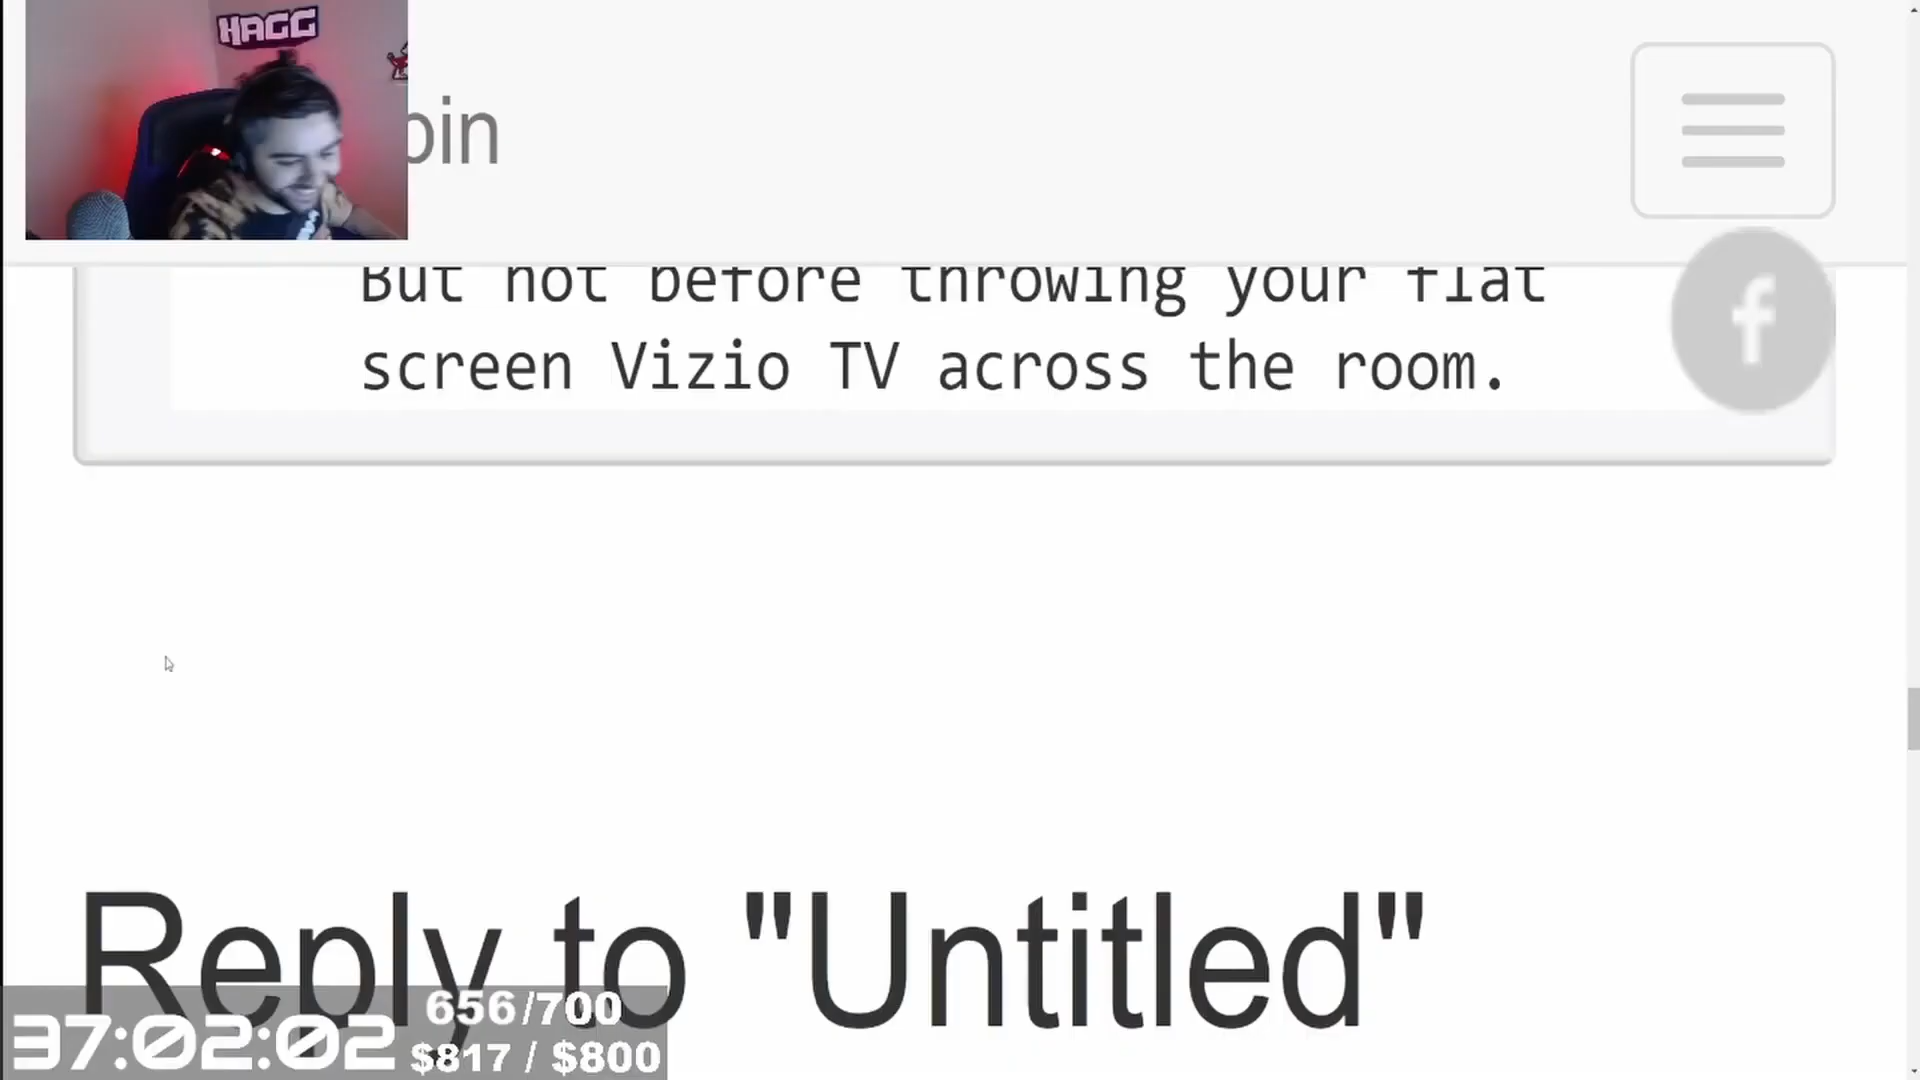 HAGG
bin
But not before throwing your flat
screen Vizio TV across the room.
f
Reply to "Untitled"
656/700
37:02:02
$817 / $800